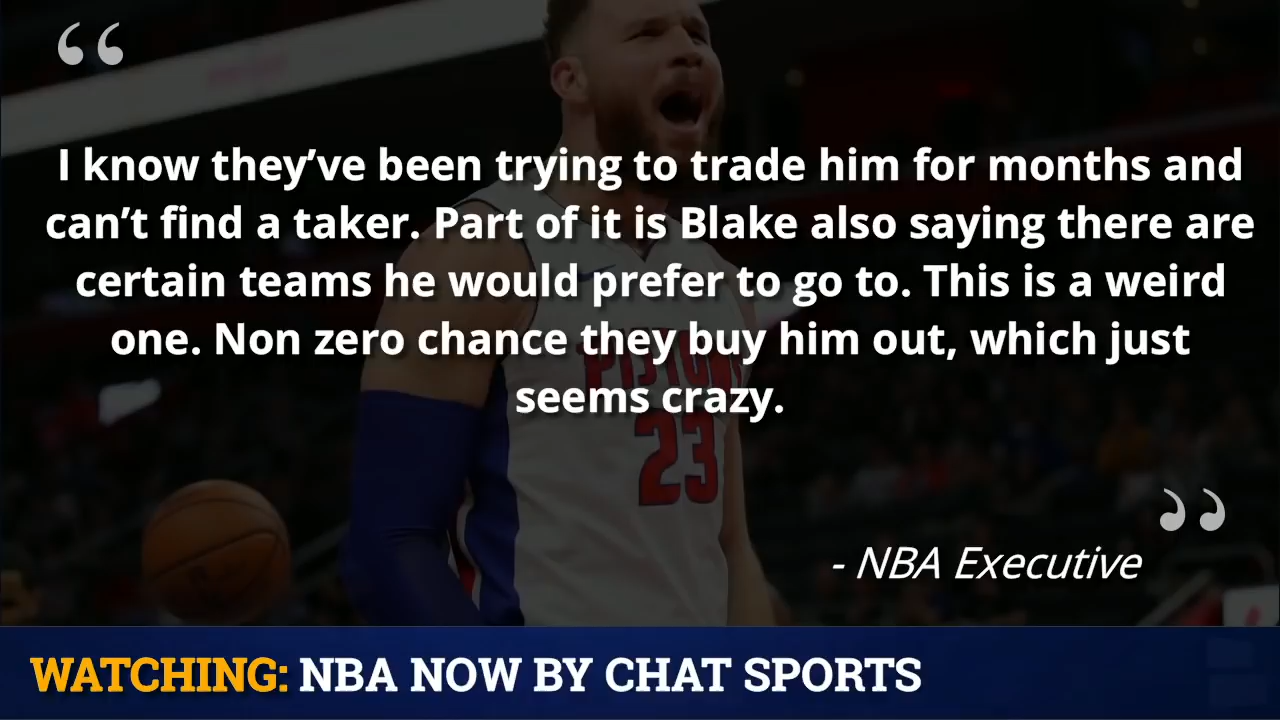 “
I know they’ve been trying to trade him for months and
can’t find a taker. Part of it is Blake also saying there are
certain teams he would prefer to go to. This is a weird
one. Non zero chance they buy him out, which just
seems crazy.
”
- NBA Executive
PISTONS
23
WATCHING: NBA NOW BY CHAT SPORTS